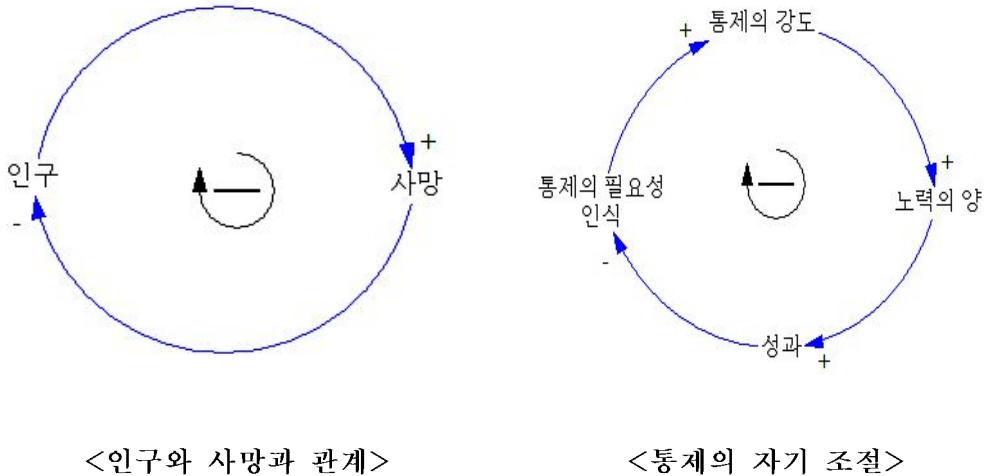 인구
+
사망
-
<인구와 사망과 관계>
+
통제의 강도
+
노력의 양
+
성과
-
통제의 필요성
인식
<통제의 자기 조절>